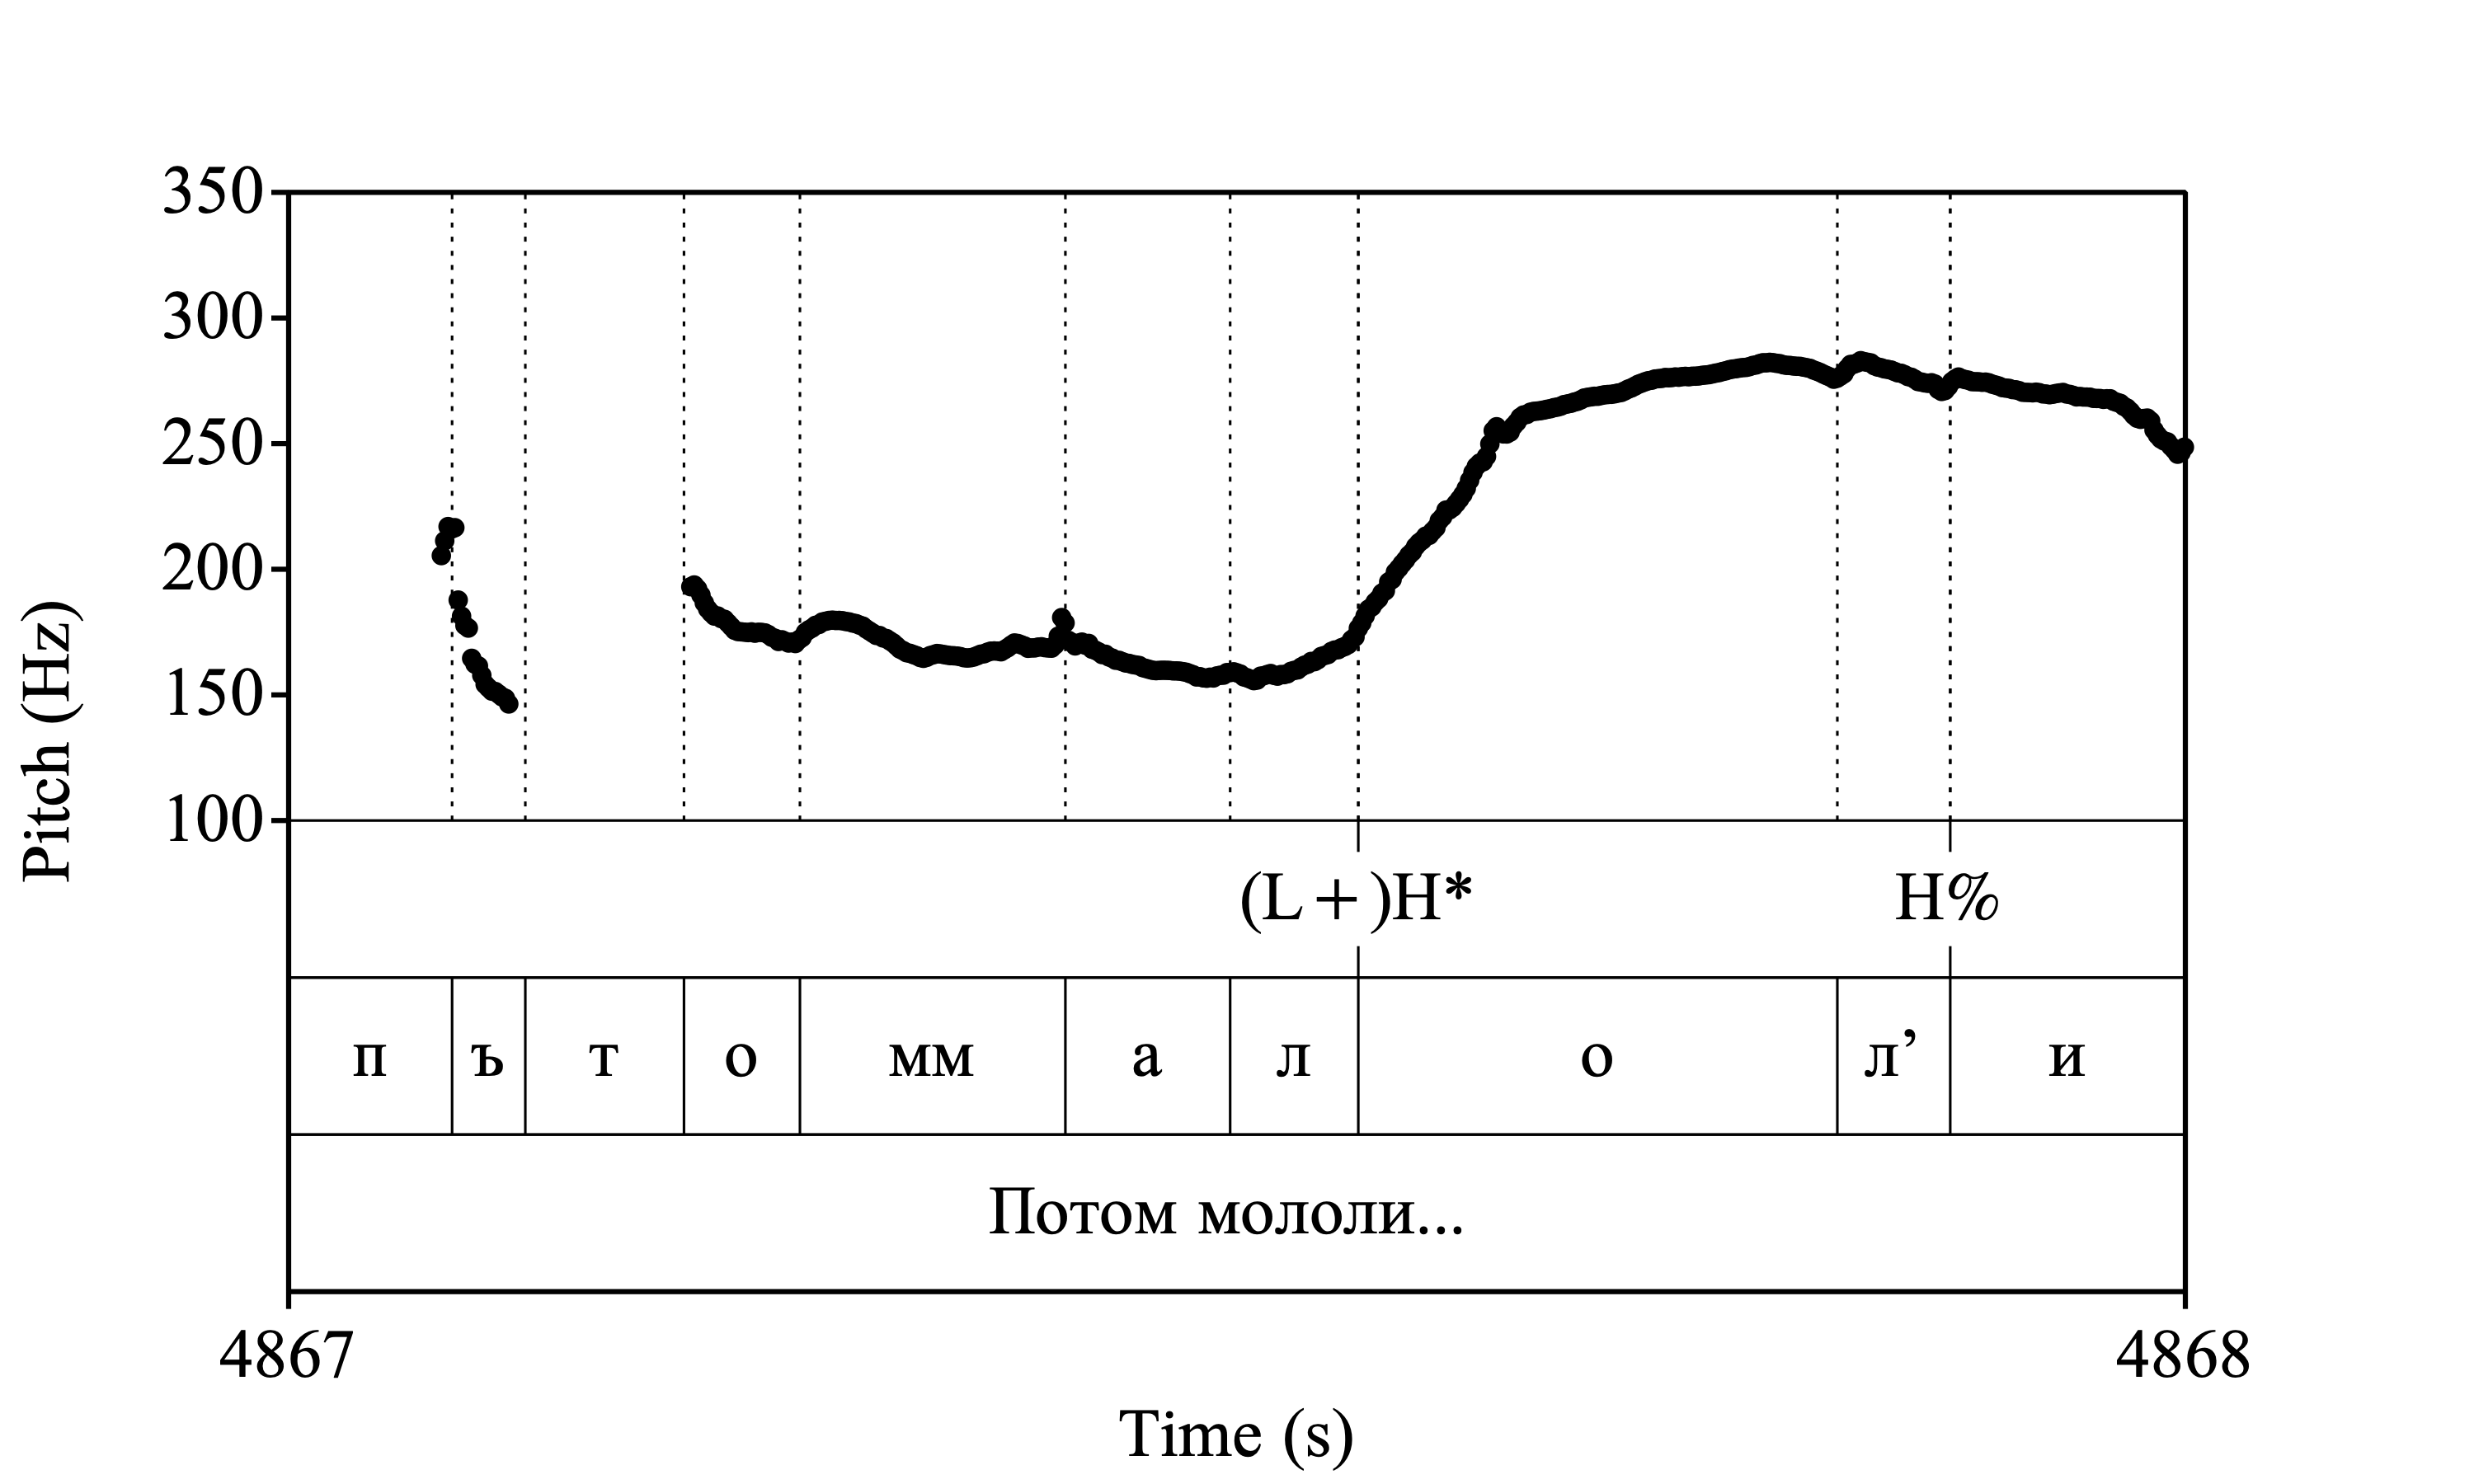 350
300
250
200
150
100
Pitch (Hz)
(L+)H* H%
п ъ т о мм а л о л’ и
Потом мололи...
4867 4868
Time (s)